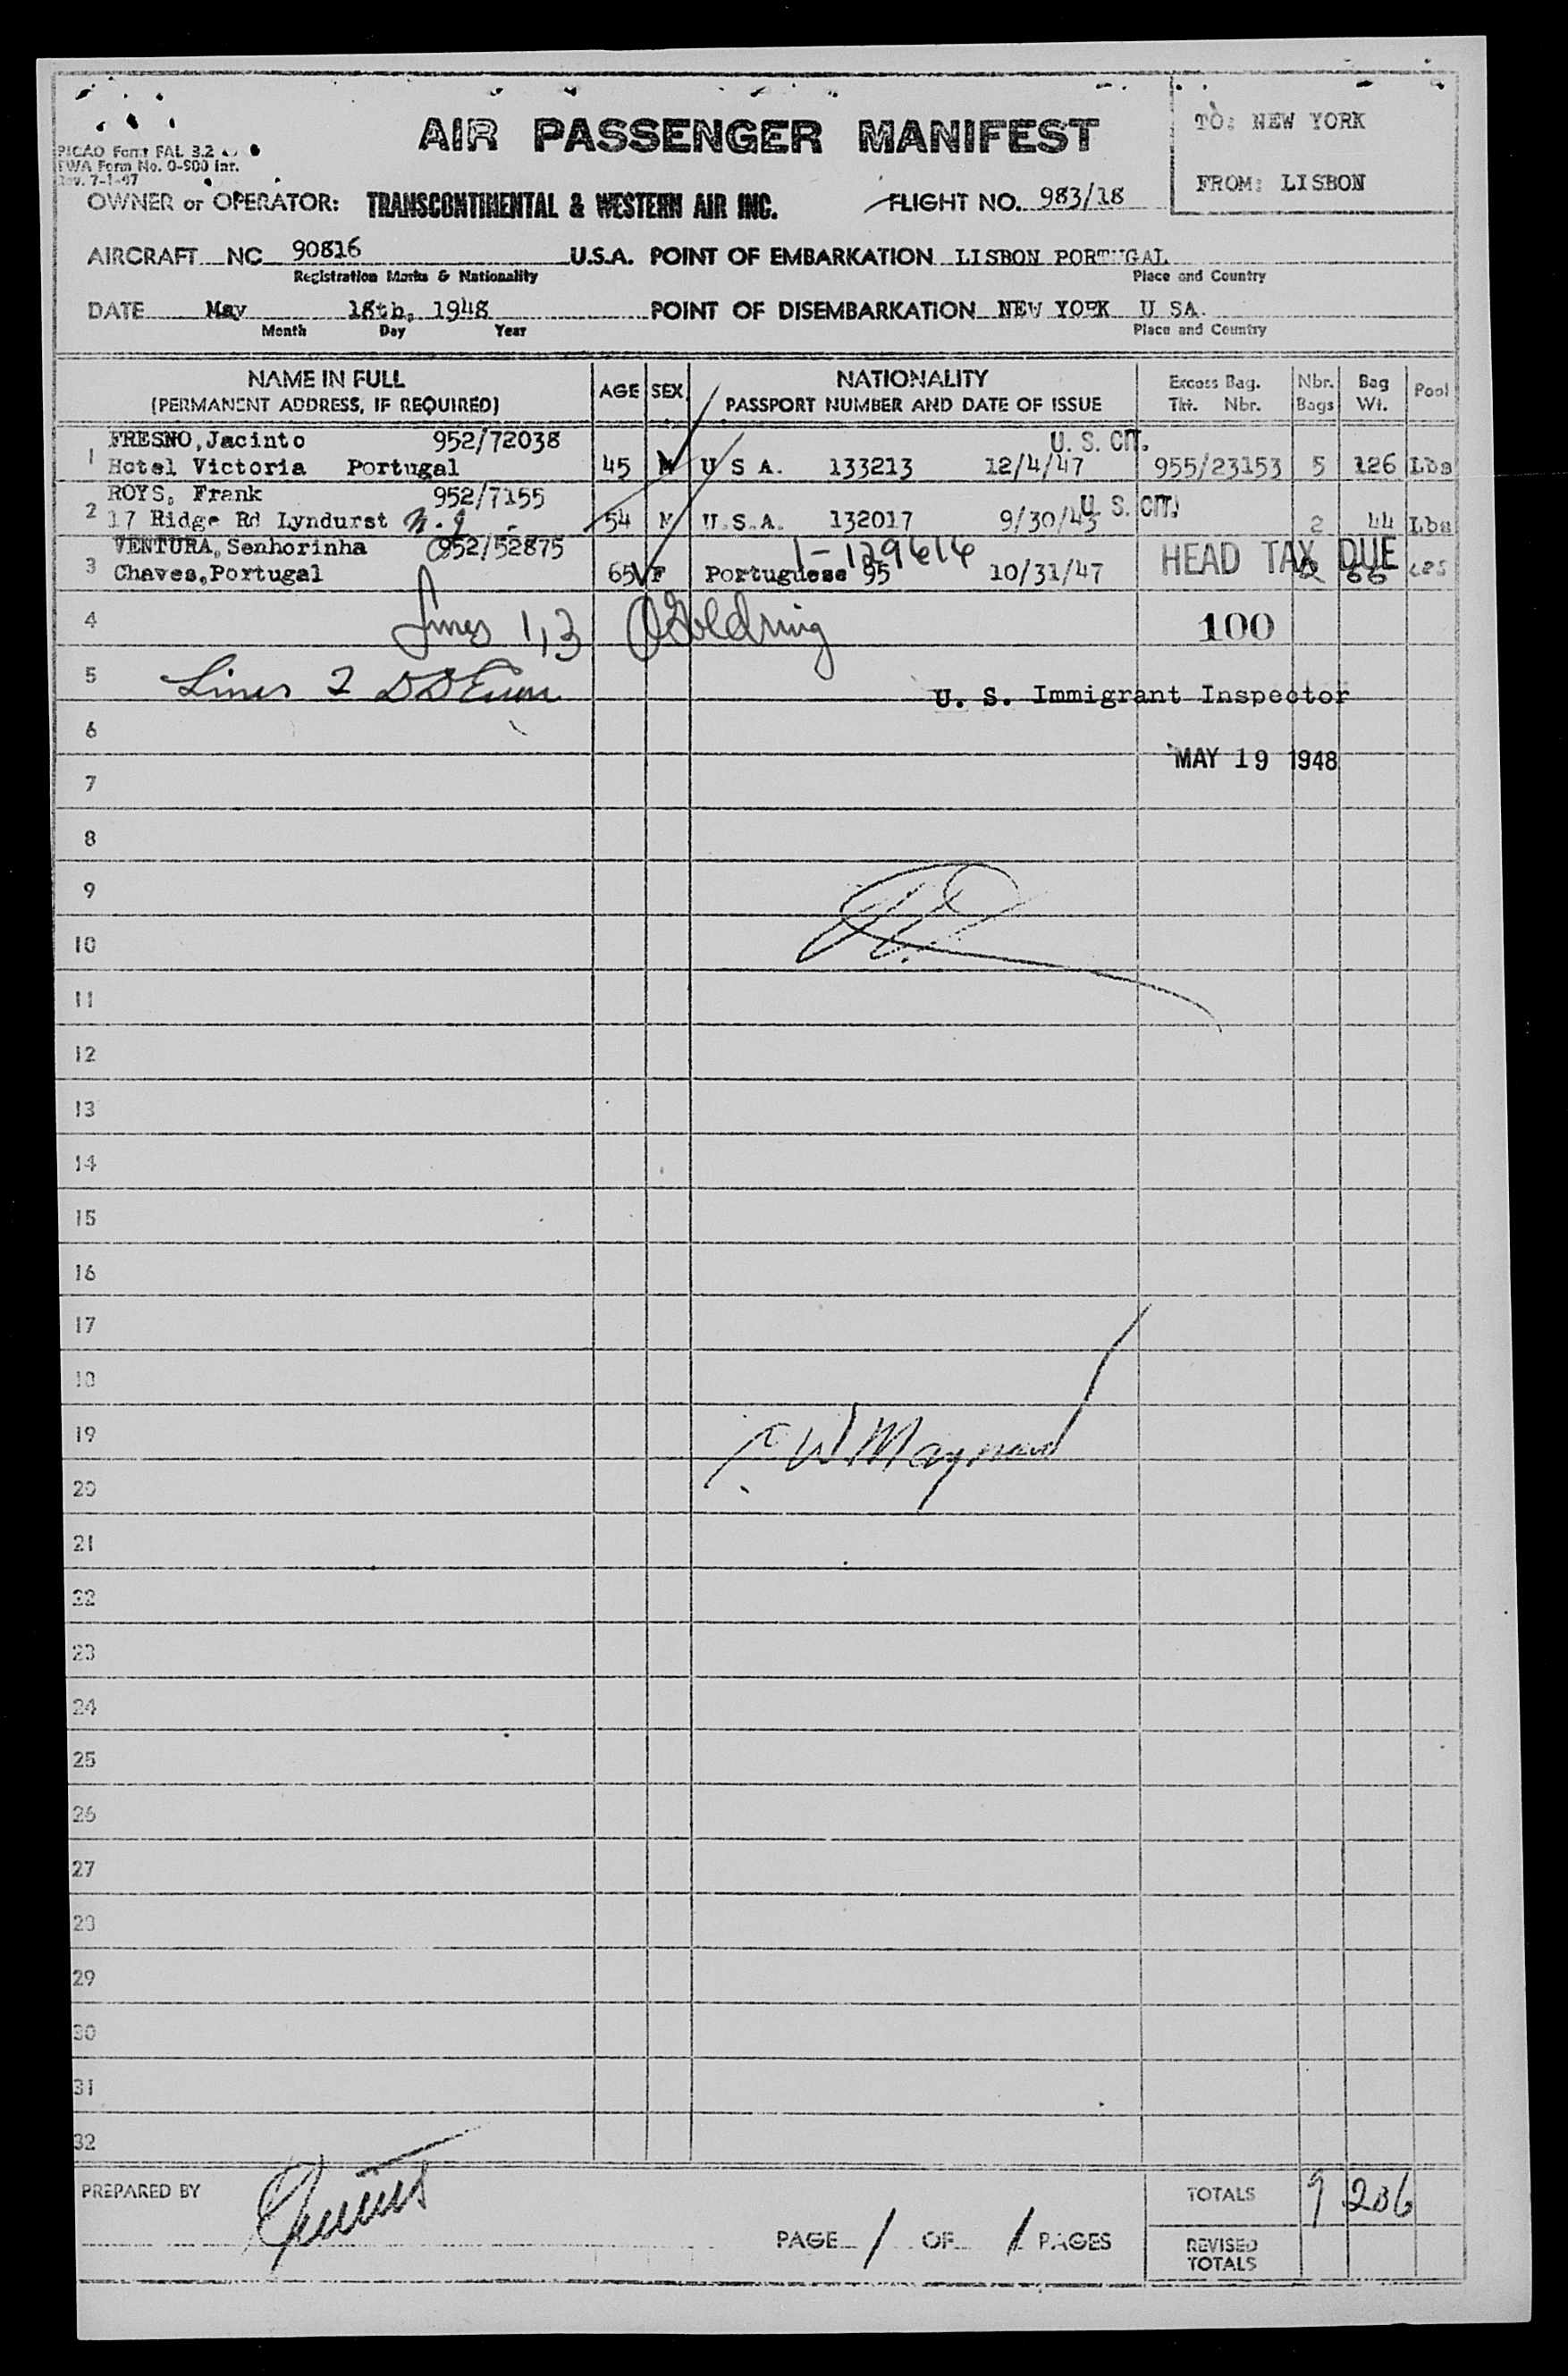 AIR PASSENGER MANIFEST
TO: NEW YORK
FROM: LISBON
PICAO Form FAL 3.2
TWA Form No. O-900 Int.
Rev. 7-1-47
OWNER or OPERATOR: TRANSCONTINENTAL & WESTERN AIR INC. FLIGHT NO. 983/18
AIRCRAFT NC 90816 U.S.A. POINT OF EMBARKATION LISBON PORTUGAL
Registration Marks & Nationality Place and Country
DATE May 18th, 1948 POINT OF DISEMBARKATION NEW YORK U SA.
Month Day Year Place and Country
NAME IN FULL (PERMANENT ADDRESS, IF REQUIRED) AGE SEX NATIONALITY PASSPORT NUMBER AND DATE OF ISSUE Excess Bag. Tkt. Nbr. Nbr. Bags Bag Wt. Pool
FRESNO, Jacinto 952/72038 U. S. CIT.
1 Hotel Victoria Portugal 45 M U S A. 133213 12/4/47 955/23153 5 126 Lbs
ROYS, Frank 952/7155 U. S. CIT.
2 17 Ridge Rd Lyndurst N.J. 54 M U.S.A. 132017 9/30/43 2 44 Lbs
VENTURA, Senhorinha 952/52875 1-129614 HEAD TAX DUE
3 Chaves, Portugal 65 F Portuguese 95 10/31/47 2 66
4 Lines 1,3 Goldring 100
5 Lines 2
U. S. Immigrant Inspector
6
MAY 19 1948
7
8
9
10
11
12
13
14
15
16
17
18
19 W Maynard
20
21
22
23
24
25
26
27
28
29
30
31
32
PREPARED BY
TOTALS 9 236
PAGE 1 OF 1 PAGES
REVISED TOTALS